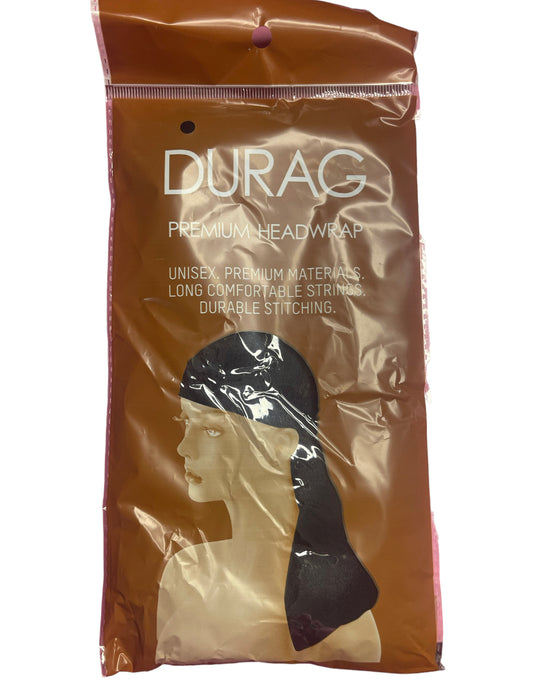 DURAG
PREMIUM HEADWRAP
UNISEX. PREMIUM MATERIALS.
LONG COMFORTABLE STRINGS.
DURABLE STITCHING.